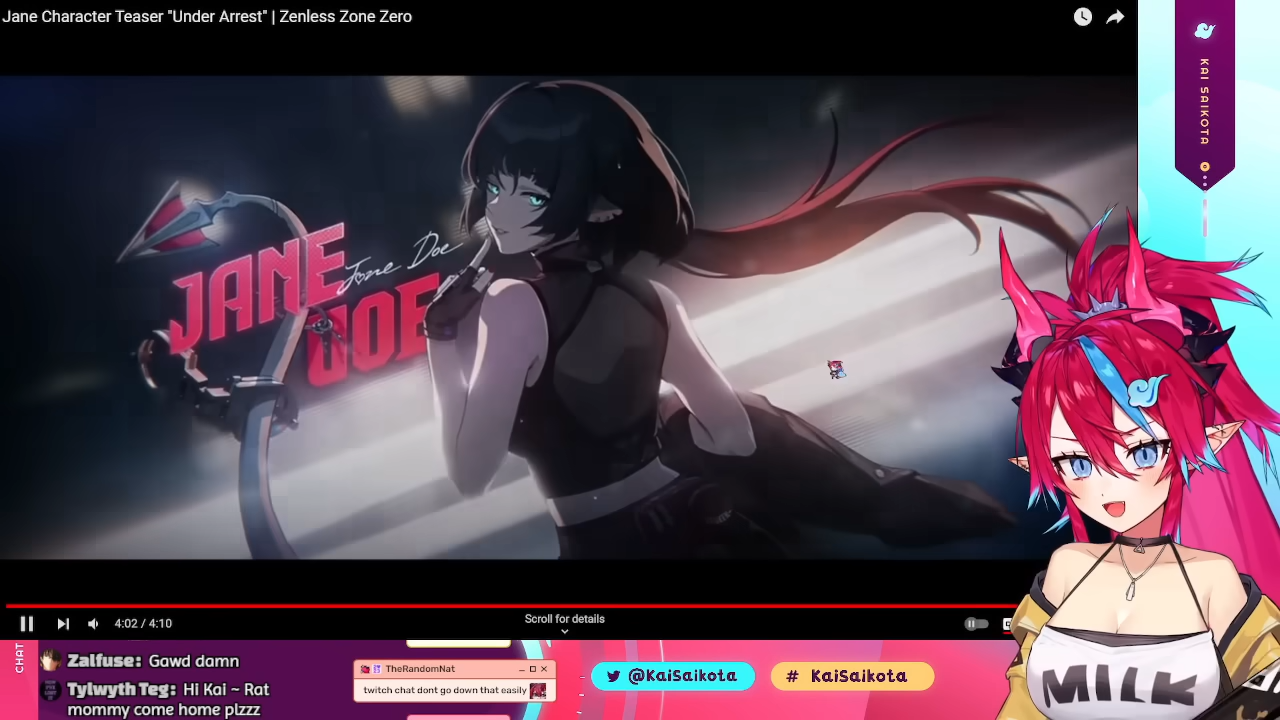 Jane Character Teaser "Under Arrest" | Zenless Zone Zero
KAI SAIKOTA
JANE
Jane Doe
DOE
4:02 / 4:10
Scroll for details
CHAT
Zalfuse: Gawd damn
Tylwyth Teg: Hi Kai ~ Rat
mommy come home plzzz
TheRandomNat
twitch chat dont go down that easily
@KaiSaikota
# KaiSaikota
MILK